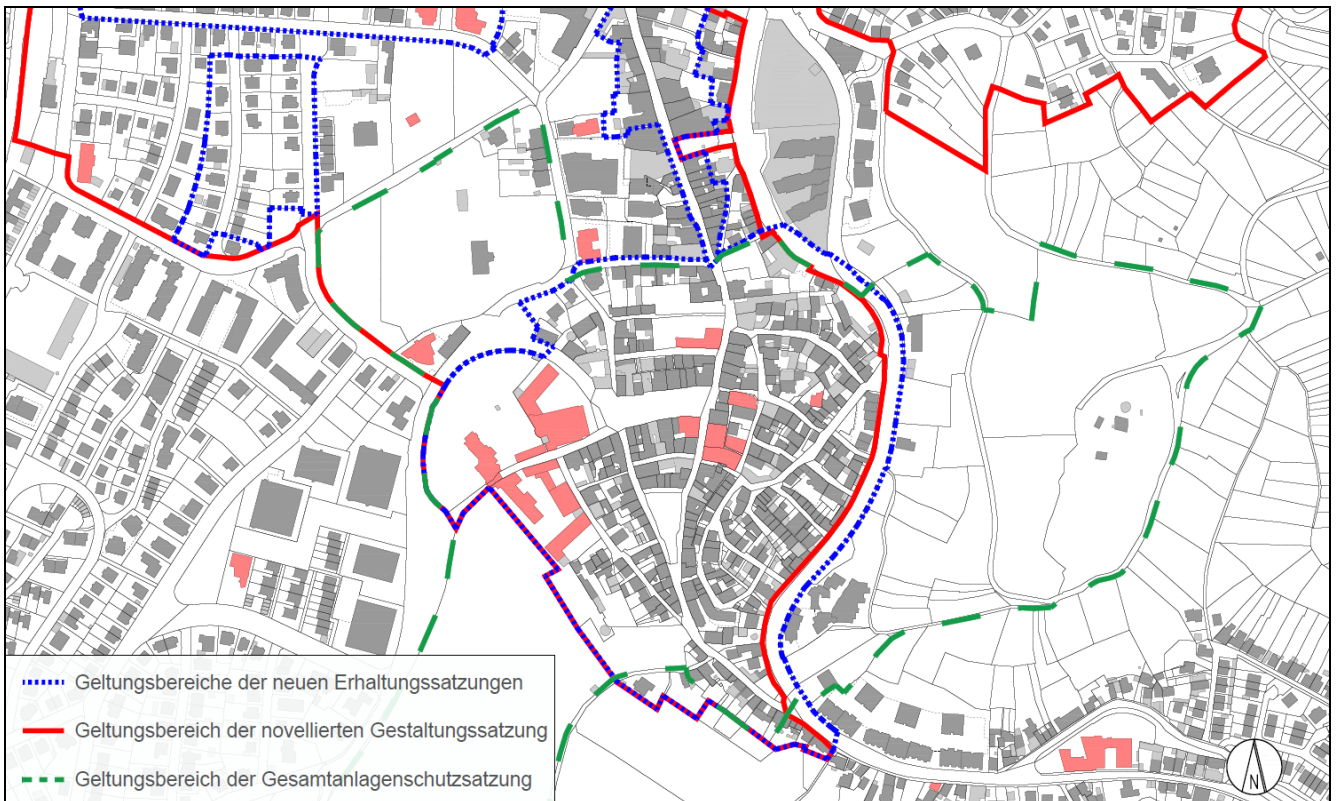 Geltungsbereiche der neuen Erhaltungssatzungen
Geltungsbereich der novellierten Gestaltungssatzung
Geltungsbereich der Gesamtanlagenschutzsatzung
N